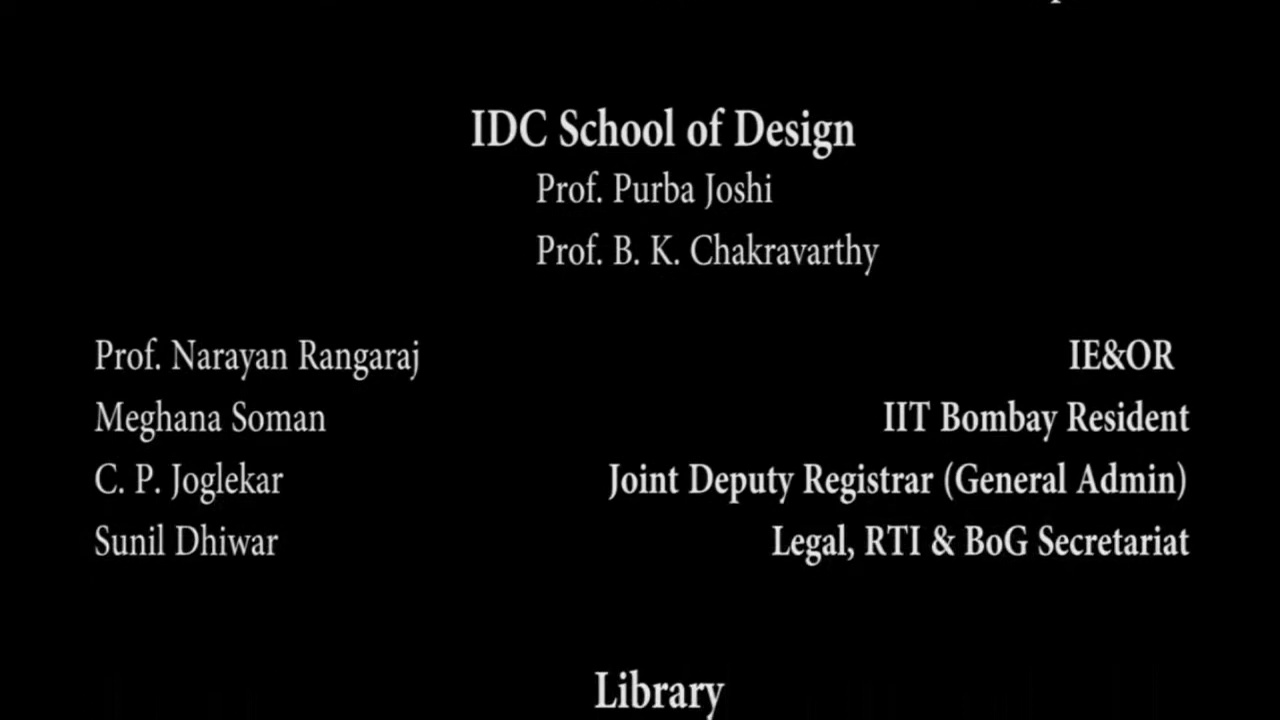 IDC School of Design
Prof. Purba Joshi
Prof. B. K. Chakravarthy
Prof. Narayan Rangaraj IE&OR
Meghana Soman IIT Bombay Resident
C. P. Joglekar Joint Deputy Registrar (General Admin)
Sunil Dhiwar Legal, RTI & BoG Secretariat
Library